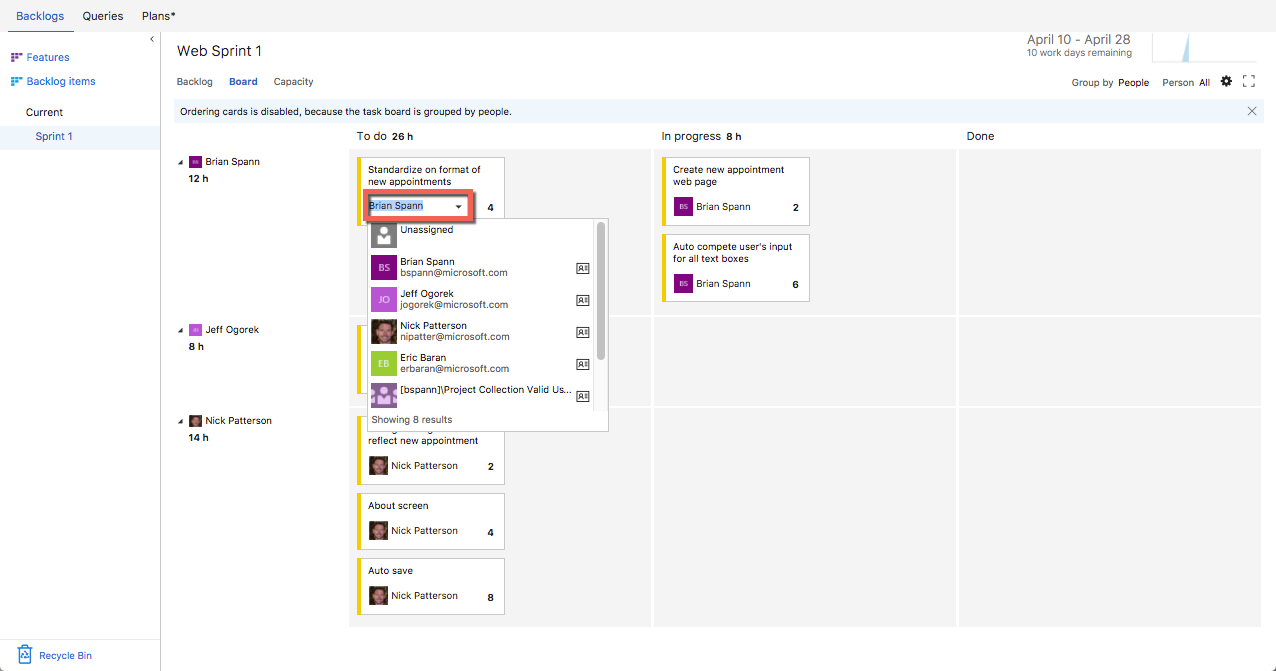 Backlogs Queries Plans*
Features
Backlog items
Current
Sprint 1
Recycle Bin
Web Sprint 1
April 10 - April 28
10 work days remaining
Backlog Board Capacity
Group by People Person All
Ordering cards is disabled, because the task board is grouped by people.
To do 26 h
In progress 8 h
Done
BS Brian Spann
12 h
Standardize on format of
new appointments
Brian Spann
4
Unassigned
BS
Brian Spann
bspann@microsoft.com
JO
Jeff Ogorek
jogorek@microsoft.com
Nick Patterson
nipatter@microsoft.com
EB
Eric Baran
erbaran@microsoft.com
[bspann]\Project Collection Valid Us...
Showing 8 results
Create new appointment
web page
BS Brian Spann 2
Auto compete user's input
for all text boxes
BS Brian Spann 6
Jeff Ogorek
8 h
Nick Patterson
14 h
reflect new appointment
Nick Patterson 2
About screen
Nick Patterson 4
Auto save
Nick Patterson 8